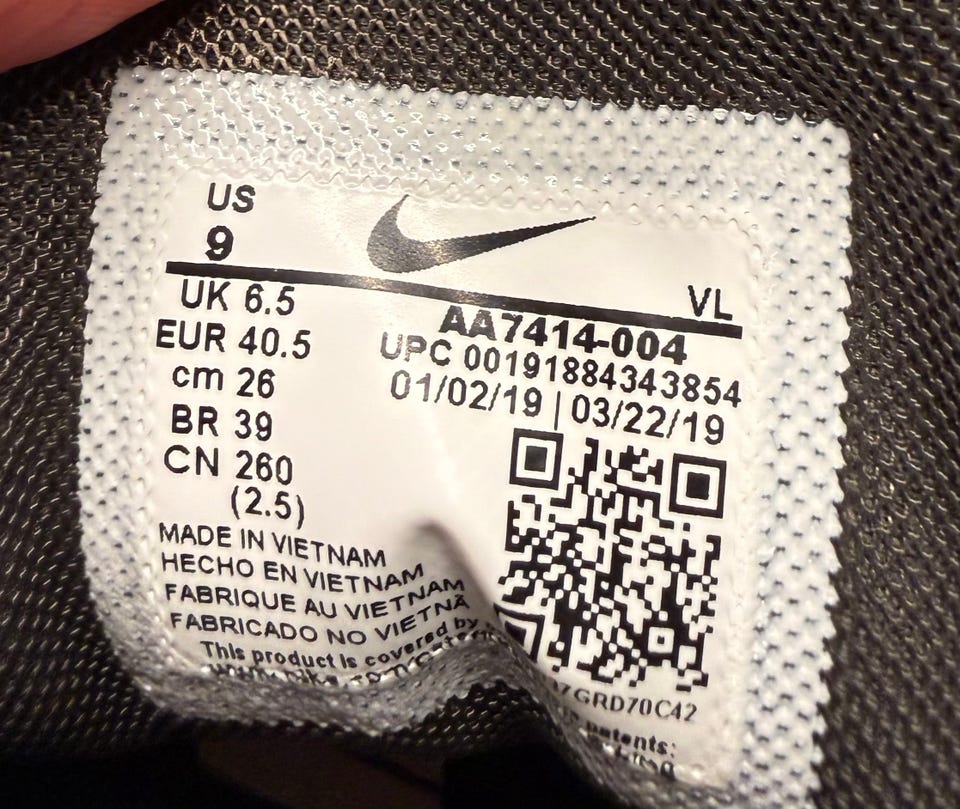 US
9
UK 6.5
EUR 40.5
cm 26
BR 39
CN 260
(2.5)
VL
AA7414-004
UPC 00191884343854
01/02/19 | 03/22/19
MADE IN VIETNAM
HECHO EN VIETNAM
FABRIQUE AU VIETNAM
FABRICADO NO VIETNÃ
This product is covered by
7GRD70C42
patents: